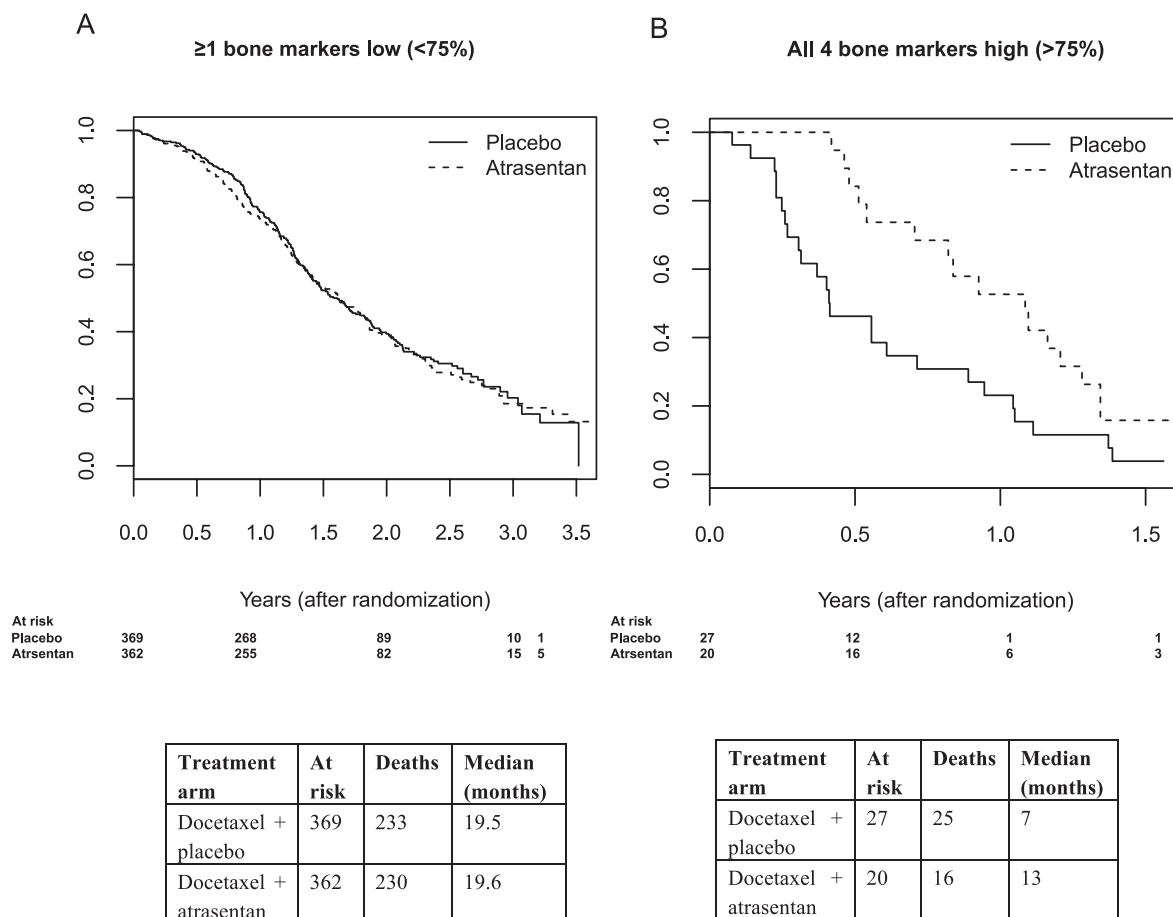 A
≥1 bone markers low (<75%)
1.0
0.8
0.6
0.4
0.2
0.0
Placebo
Atrasentan
0.0 0.5 1.0 1.5 2.0 2.5 3.0 3.5
Years (after randomization)
At risk
Placebo 369 268 89 10 1
Atrsentan 362 255 82 15 5
Treatment arm At risk Deaths Median (months)
Docetaxel + placebo 369 233 19.5
Docetaxel + atrasentan 362 230 19.6
B
All 4 bone markers high (>75%)
1.0
0.8
0.6
0.4
0.2
0.0
Placebo
Atrasentan
0.0 0.5 1.0 1.5
Years (after randomization)
At risk
Placebo 27 12 1 1
Atrsentan 20 16 6 3
Treatment arm At risk Deaths Median (months)
Docetaxel + placebo 27 25 7
Docetaxel + atrasentan 20 16 13